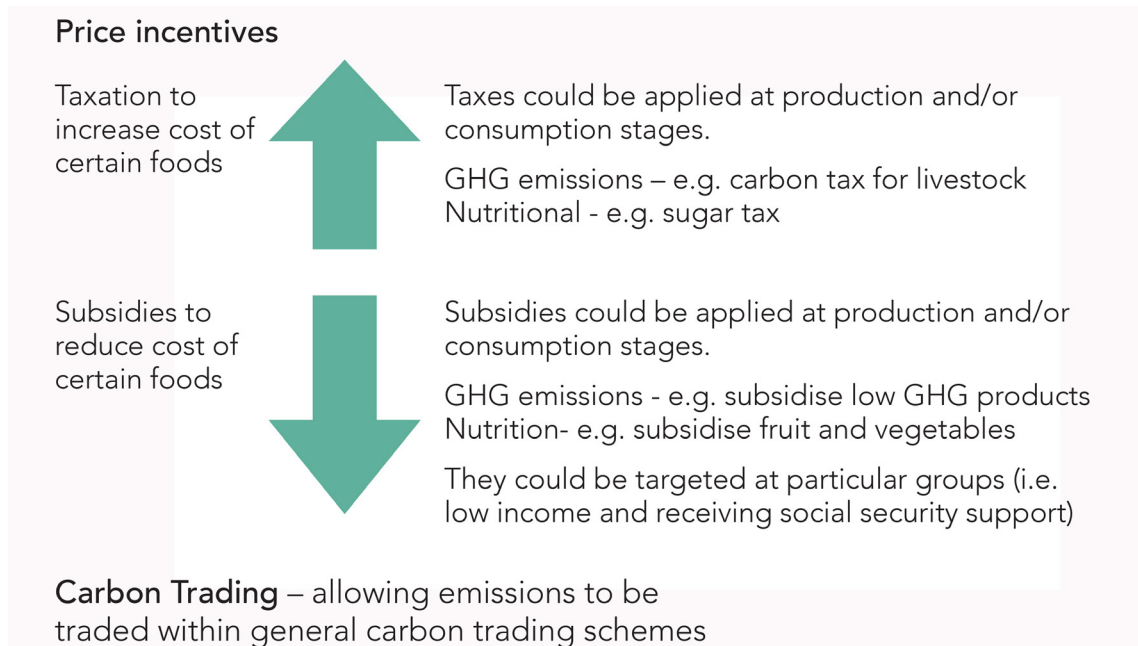 Price incentives
Taxation to
increase cost of
certain foods
Taxes could be applied at production and/or
consumption stages.
GHG emissions – e.g. carbon tax for livestock
Nutritional - e.g. sugar tax
Subsidies to
reduce cost of
certain foods
Subsidies could be applied at production and/or
consumption stages.
GHG emissions - e.g. subsidise low GHG products
Nutrition- e.g. subsidise fruit and vegetables
They could be targeted at particular groups (i.e.
low income and receiving social security support)
Carbon Trading – allowing emissions to be
traded within general carbon trading schemes